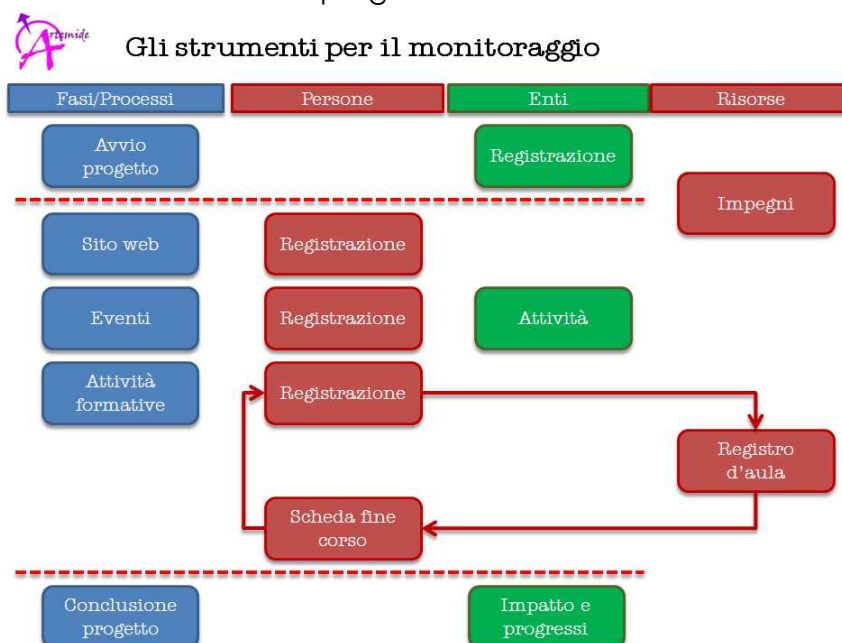 Artemide
Gli strumenti per il monitoraggio
Fasi/Processi
Persone
Enti
Risorse
Avvio
progetto
Registrazione
Impegni
Sito web
Registrazione
Eventi
Registrazione
Attività
Attività
formative
Registrazione
Registro
d'aula
Scheda fine
corso
Conclusione
progetto
Impatto e
progressi